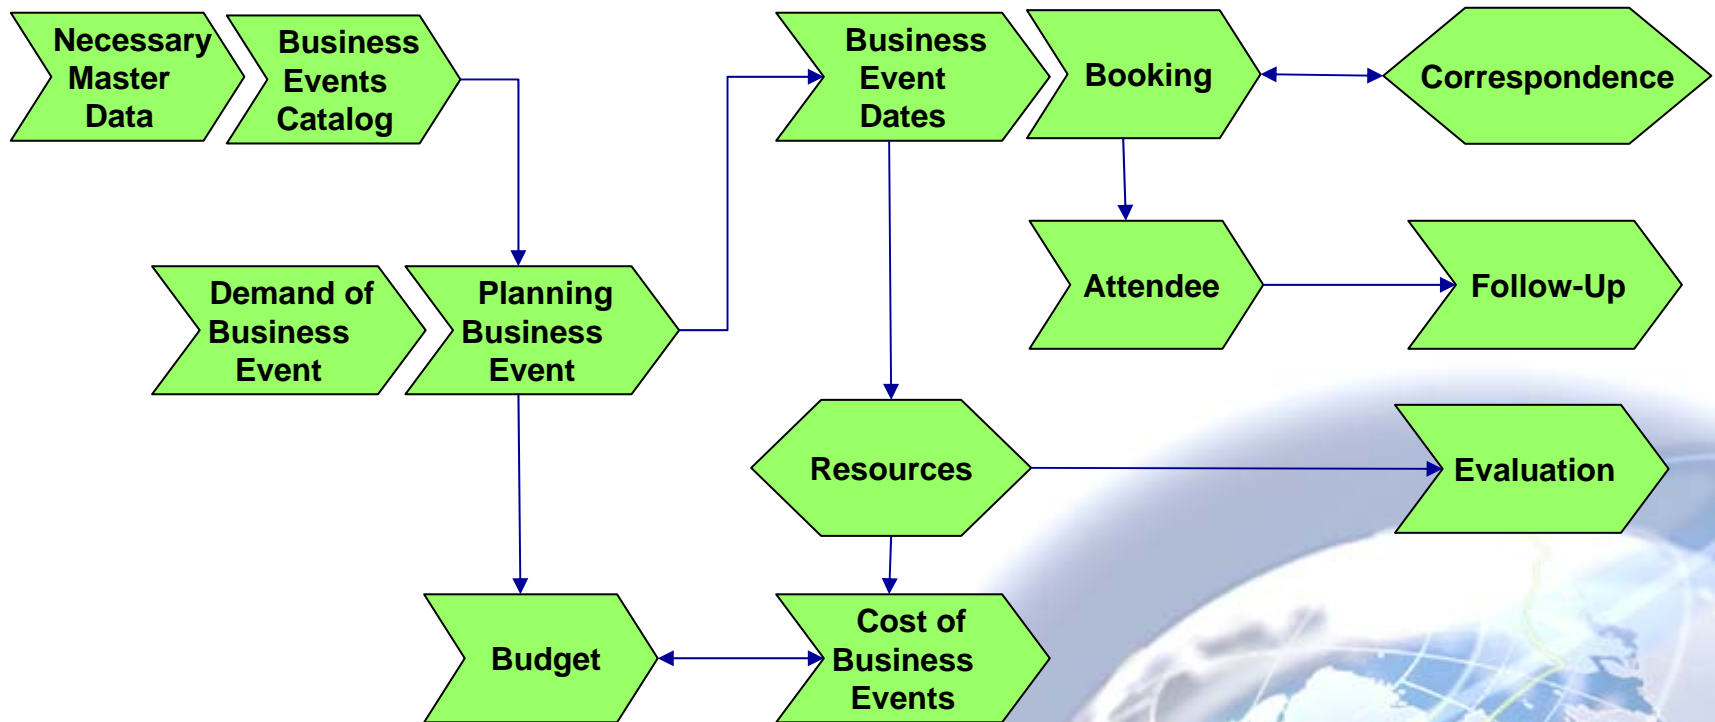 Necessary
Master
Data
Business
Events
Catalog
Business
Event
Dates
Booking
Correspondence
Attendee
Follow-Up
Demand of
Business
Event
Planning
Business
Event
Resources
Evaluation
Budget
Cost of
Business
Events